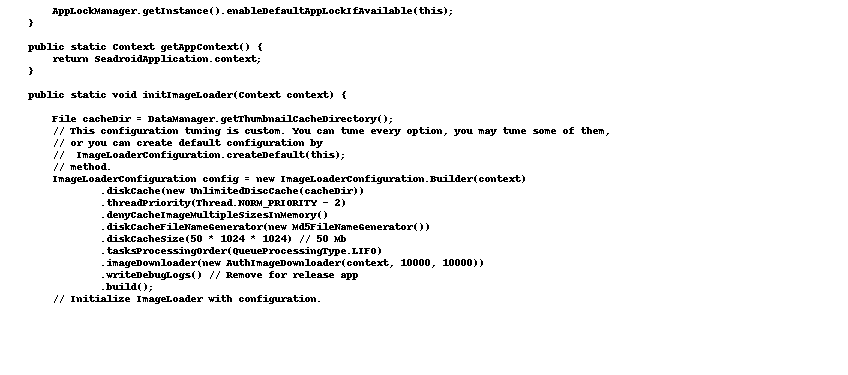 AppLockManager.getInstance().enableDefaultAppLockIfAvailable(this);
}
public static Context getAppContext() {
return SeadroidApplication.context;
}
public static void initImageLoader(Context context) {
File cacheDir = DataManager.getThumbnailCacheDirectory();
// This configuration tuning is custom. You can tune every option, you may tune some of them,
// or you can create default configuration by
//  ImageLoaderConfiguration.createDefault(this);
// method.
ImageLoaderConfiguration config = new ImageLoaderConfiguration.Builder(context)
.diskCache(new UnlimitedDiscCache(cacheDir))
.threadPriority(Thread.NORM_PRIORITY - 2)
.denyCacheImageMultipleSizesInMemory()
.diskCacheFileNameGenerator(new Md5FileNameGenerator())
.diskCacheSize(50 * 1024 * 1024) // 50 Mb
.tasksProcessingOrder(QueueProcessingType.LIFO)
.imageDownloader(new AuthImageDownloader(context, 10000, 10000))
.writeDebugLogs() // Remove for release app
.build();
// Initialize ImageLoader with configuration.